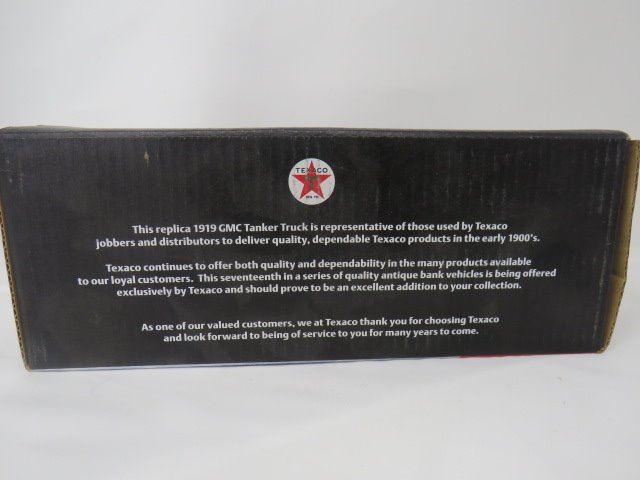 TEXACO
This replica 1919 GMC Tanker Truck is representative of those used by Texaco
jobbers and distributors to deliver quality, dependable Texaco products in the early 1900's.
Texaco continues to offer both quality and dependability in the many products available
to our loyal customers. This seventeenth in a series of quality antique bank vehicles is being offered
exclusively by Texaco and should prove to be an excellent addition to your collection.
As one of our valued customers, we at Texaco thank you for choosing Texaco
and look forward to being of service to you for many years to come.